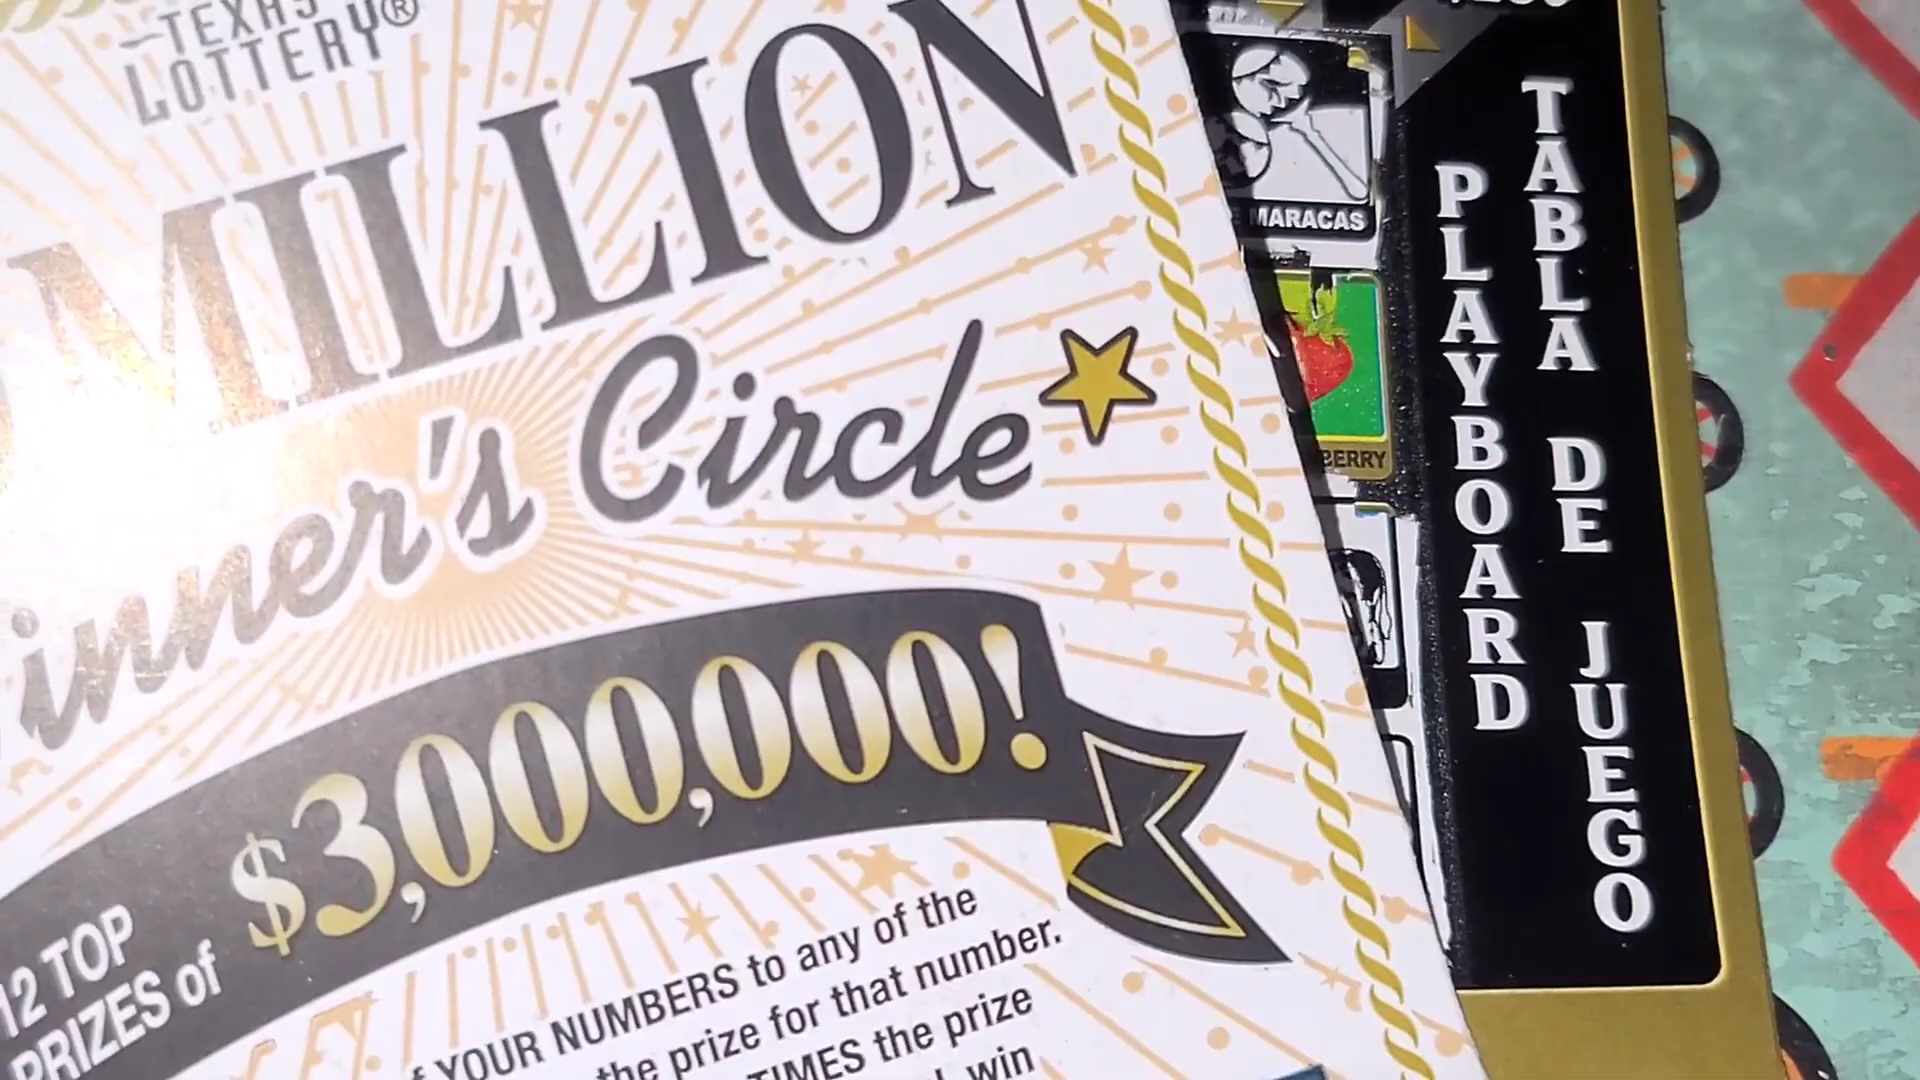 TEXAS
LOTTERY®
MILLION
inner's Circle
12 TOP
PRIZES of
$3,000,000!
YOUR NUMBERS to any of the
the prize for that number.
TIMES the prize
win
MARACAS
BERRY
PLAYBOARD
TABLA DE JUEGO